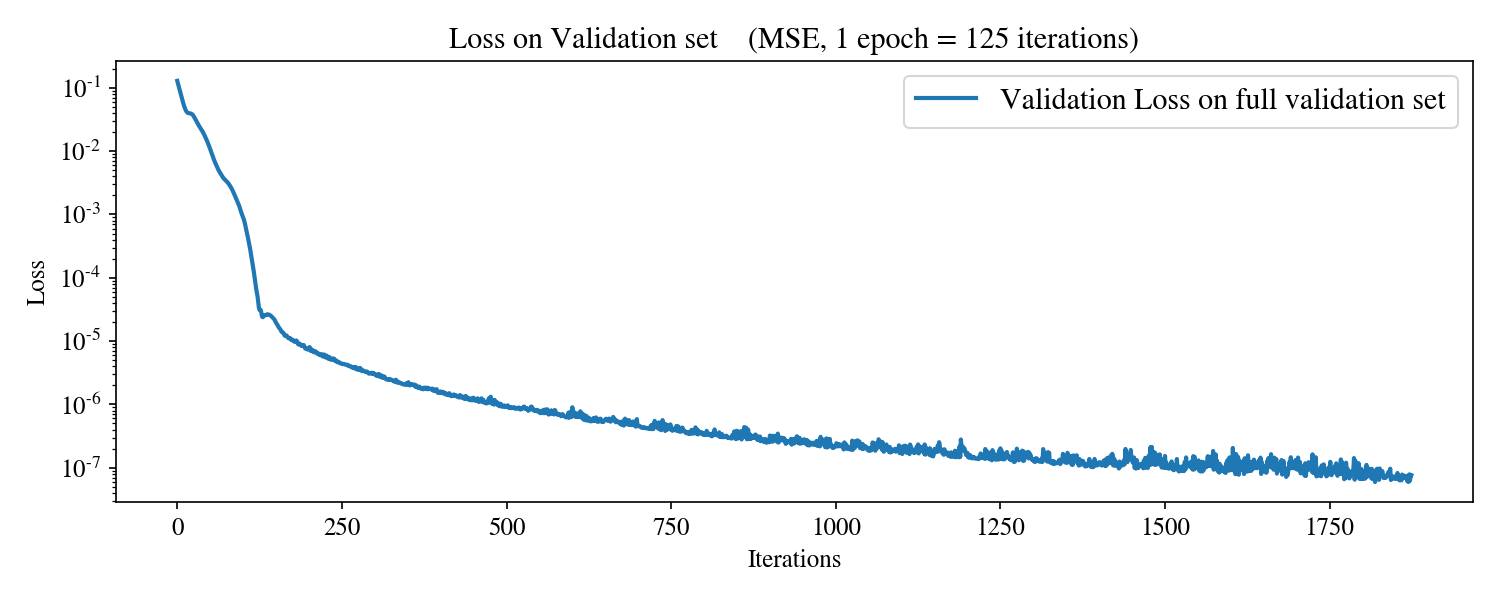 Loss on Validation set (MSE, 1 epoch = 125 iterations)
Validation Loss on full validation set
10⁻¹
10⁻²
10⁻³
10⁻⁴
10⁻⁵
10⁻⁶
10⁻⁷
Loss
0 250 500 750 1000 1250 1500 1750
Iterations